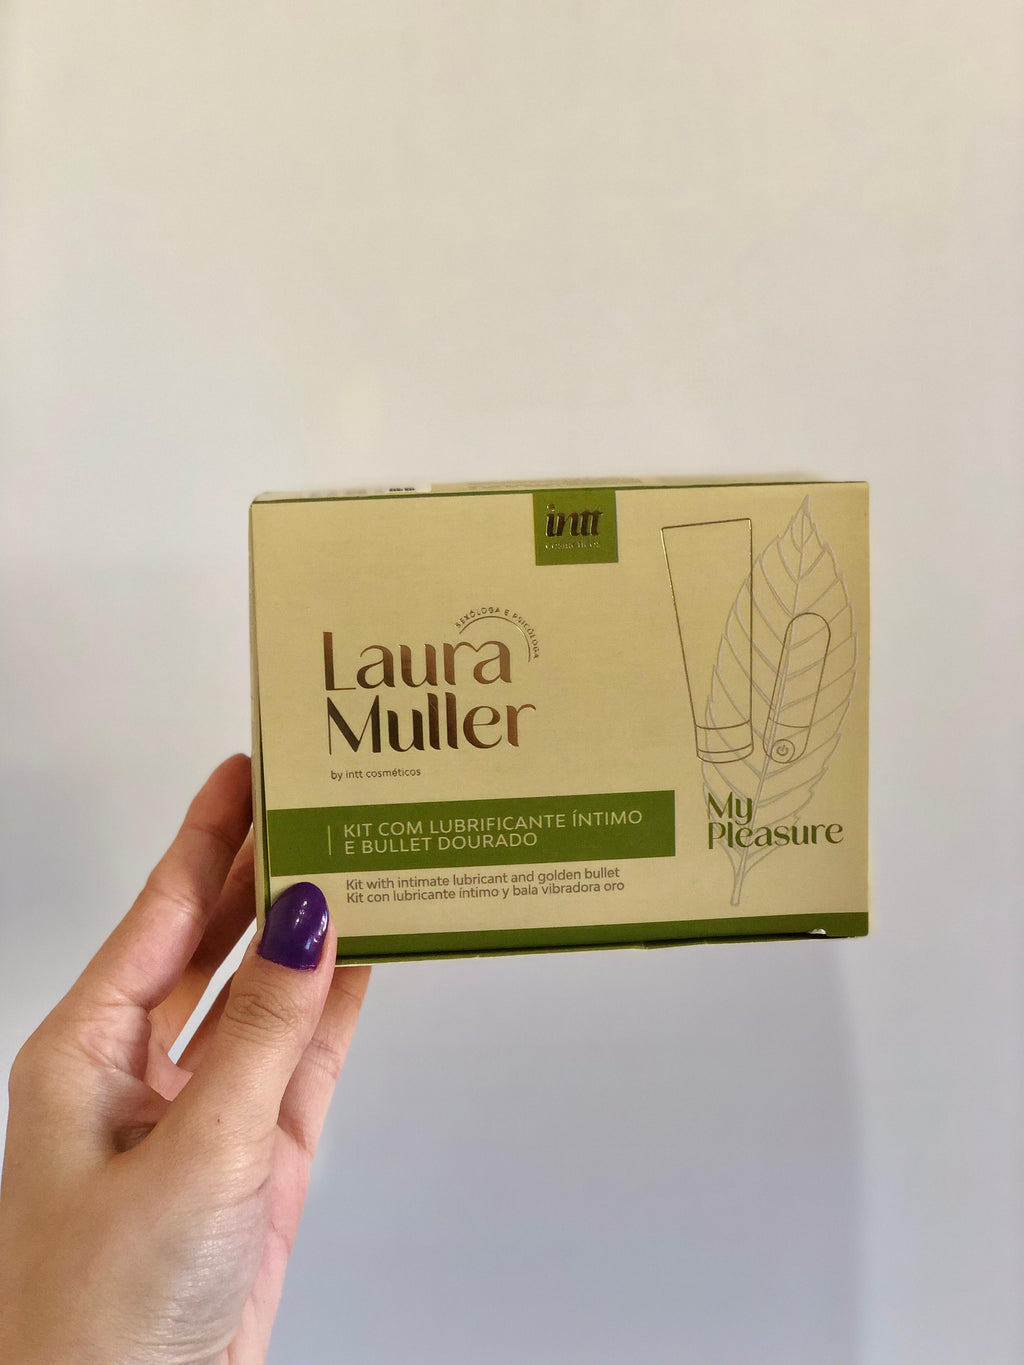 intt
COSMÉTICOS
SEXÓLOGA E PSICÓLOGA
Laura
Muller
by intt cosméticos
KIT COM LUBRIFICANTE ÍNTIMO
E BULLET DOURADO
Kit with intimate lubricant and golden bullet
Kit con lubricante íntimo y bala vibradora oro
My
Pleasure